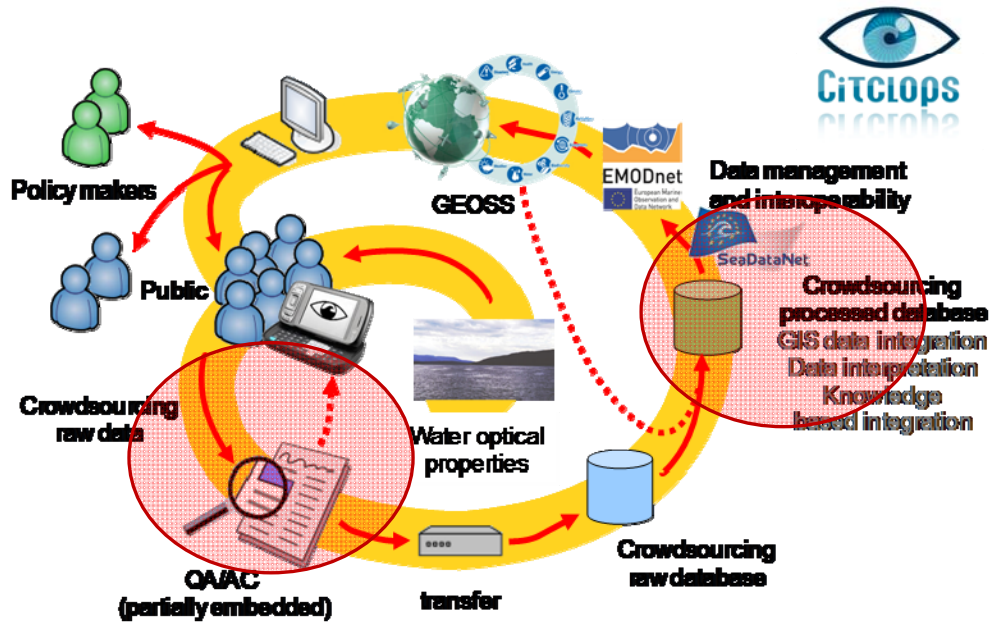 CITCLOPS
Policy makers
GEOSS
EMODnet
European Marine
Observation and
Data Network
Data management
and interoperability
SeaDataNet
Public
Crowdsourcing
processed database
GIS data integration
Data interpretation
Knowledge
based integration
Crowdsourcing
raw data
Water optical
properties
QA/AC
(partially embedded)
transfer
Crowdsourcing
raw database